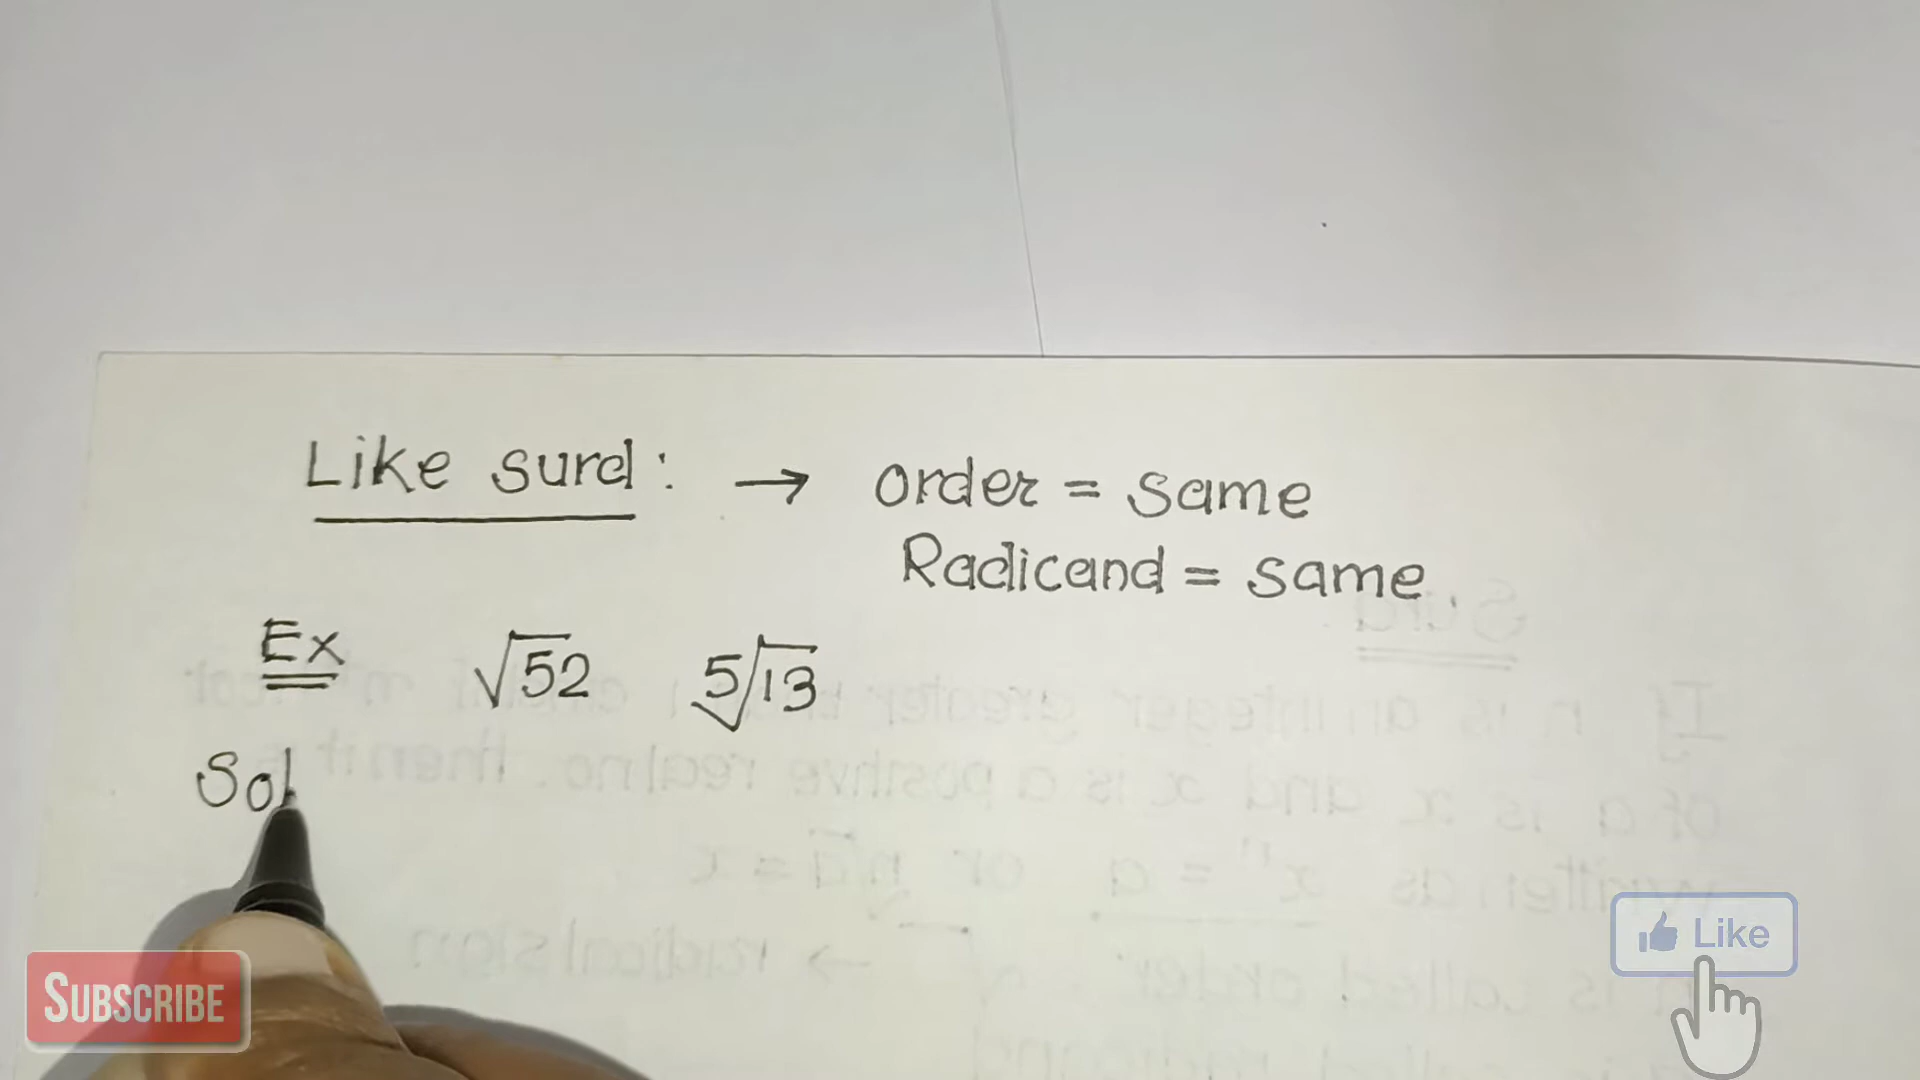 Like surd: → order = same
Radicand = same
Ex √52 5√13
Sol
SUBSCRIBE
Like